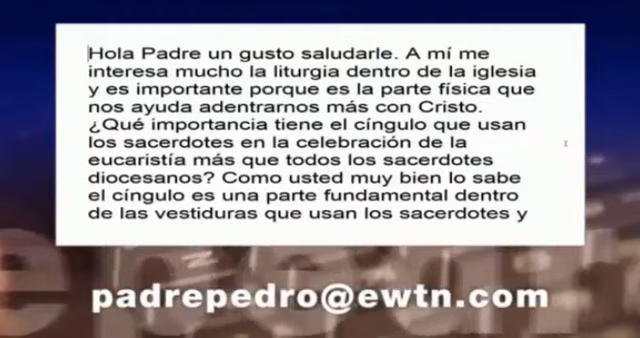 Hola Padre un gusto saludarle. A mí me
interesa mucho la liturgia dentro de la iglesia
y es importante porque es la parte física que
nos ayuda adentrarnos más con Cristo.
¿Qué importancia tiene el cíngulo que usan
los sacerdotes en la celebración de la
eucaristía más que todos los sacerdotes
diocesanos? Como usted muy bien lo sabe
el cíngulo es una parte fundamental dentro
de las vestiduras que usan los sacerdotes y
padrepedro@ewtn.com